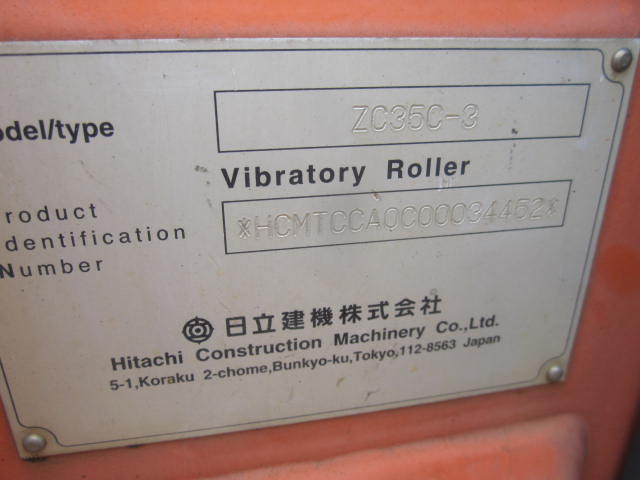 odel/type ZC35C-3
Vibratory Roller
roduct
dentification *HCMTCCA0C00034452*
Number
日立建機株式会社
Hitachi Construction Machinery Co.,Ltd.
5-1,Koraku 2-chome,Bunkyo-ku,Tokyo,112-8563 Japan